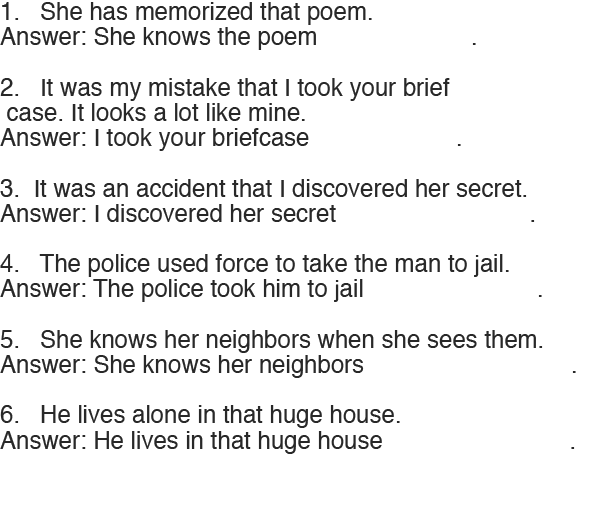 1. She has memorized that poem.
Answer: She knows the poem .
2. It was my mistake that I took your brief
case. It looks a lot like mine.
Answer: I took your briefcase .
3. It was an accident that I discovered her secret.
Answer: I discovered her secret .
4. The police used force to take the man to jail.
Answer: The police took him to jail .
5. She knows her neighbors when she sees them.
Answer: She knows her neighbors .
6. He lives alone in that huge house.
Answer: He lives in that huge house .